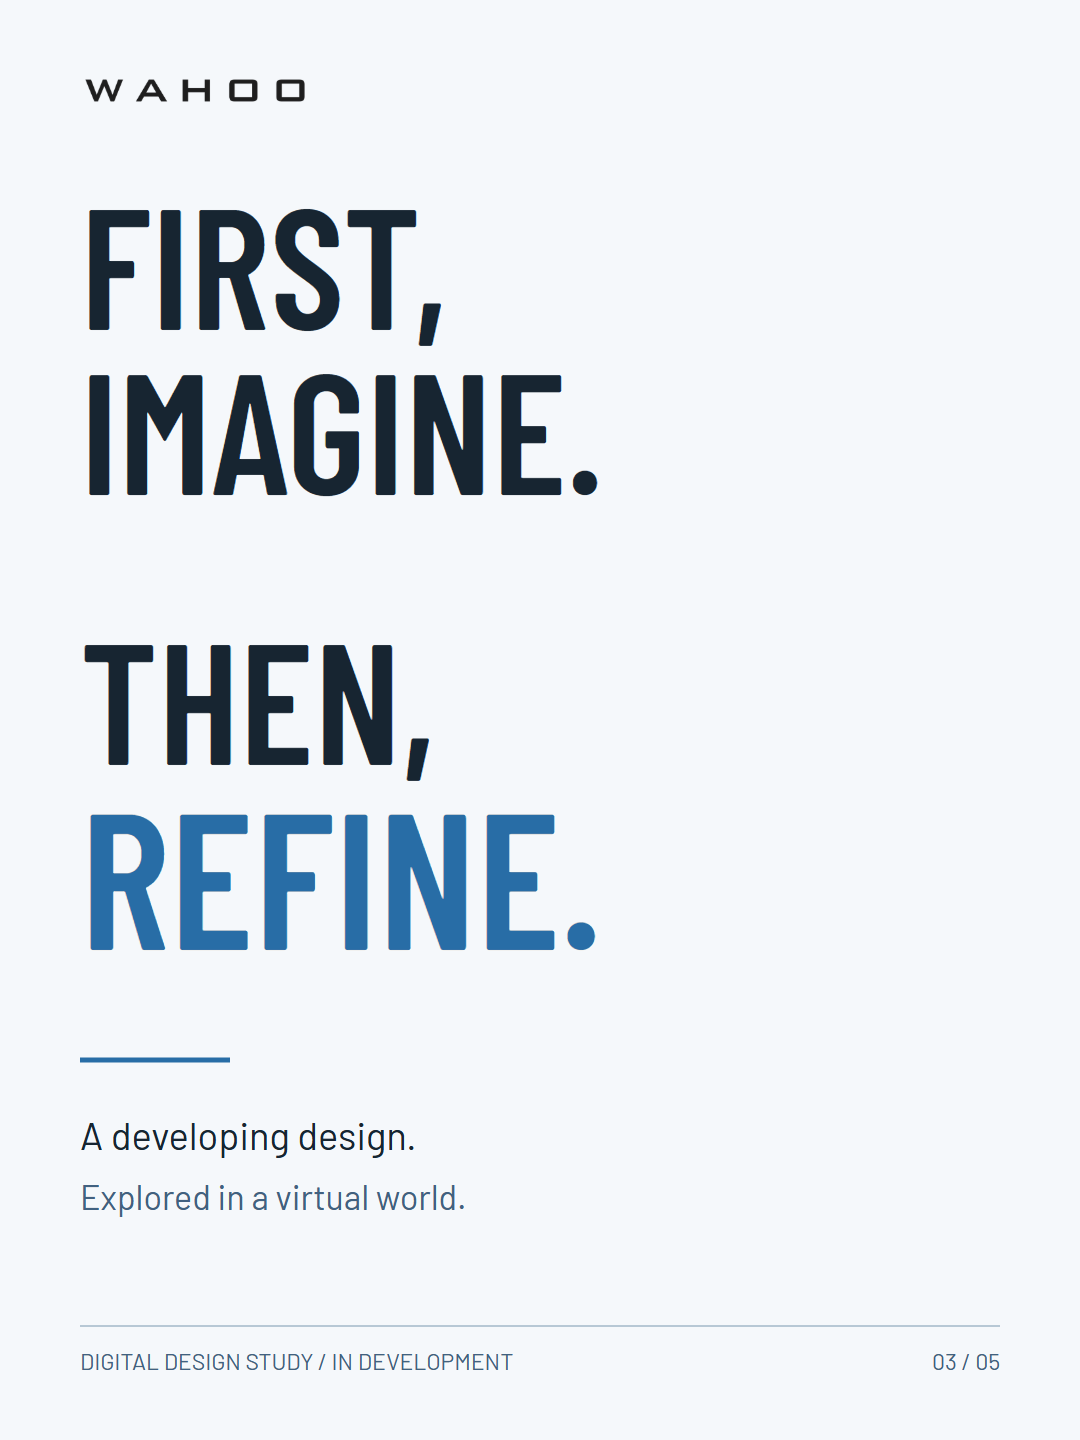 WAHOO
FIRST,
IMAGINE.
THEN,
REFINE.
A developing design.
Explored in a virtual world.
DIGITAL DESIGN STUDY / IN DEVELOPMENT
03 / 05